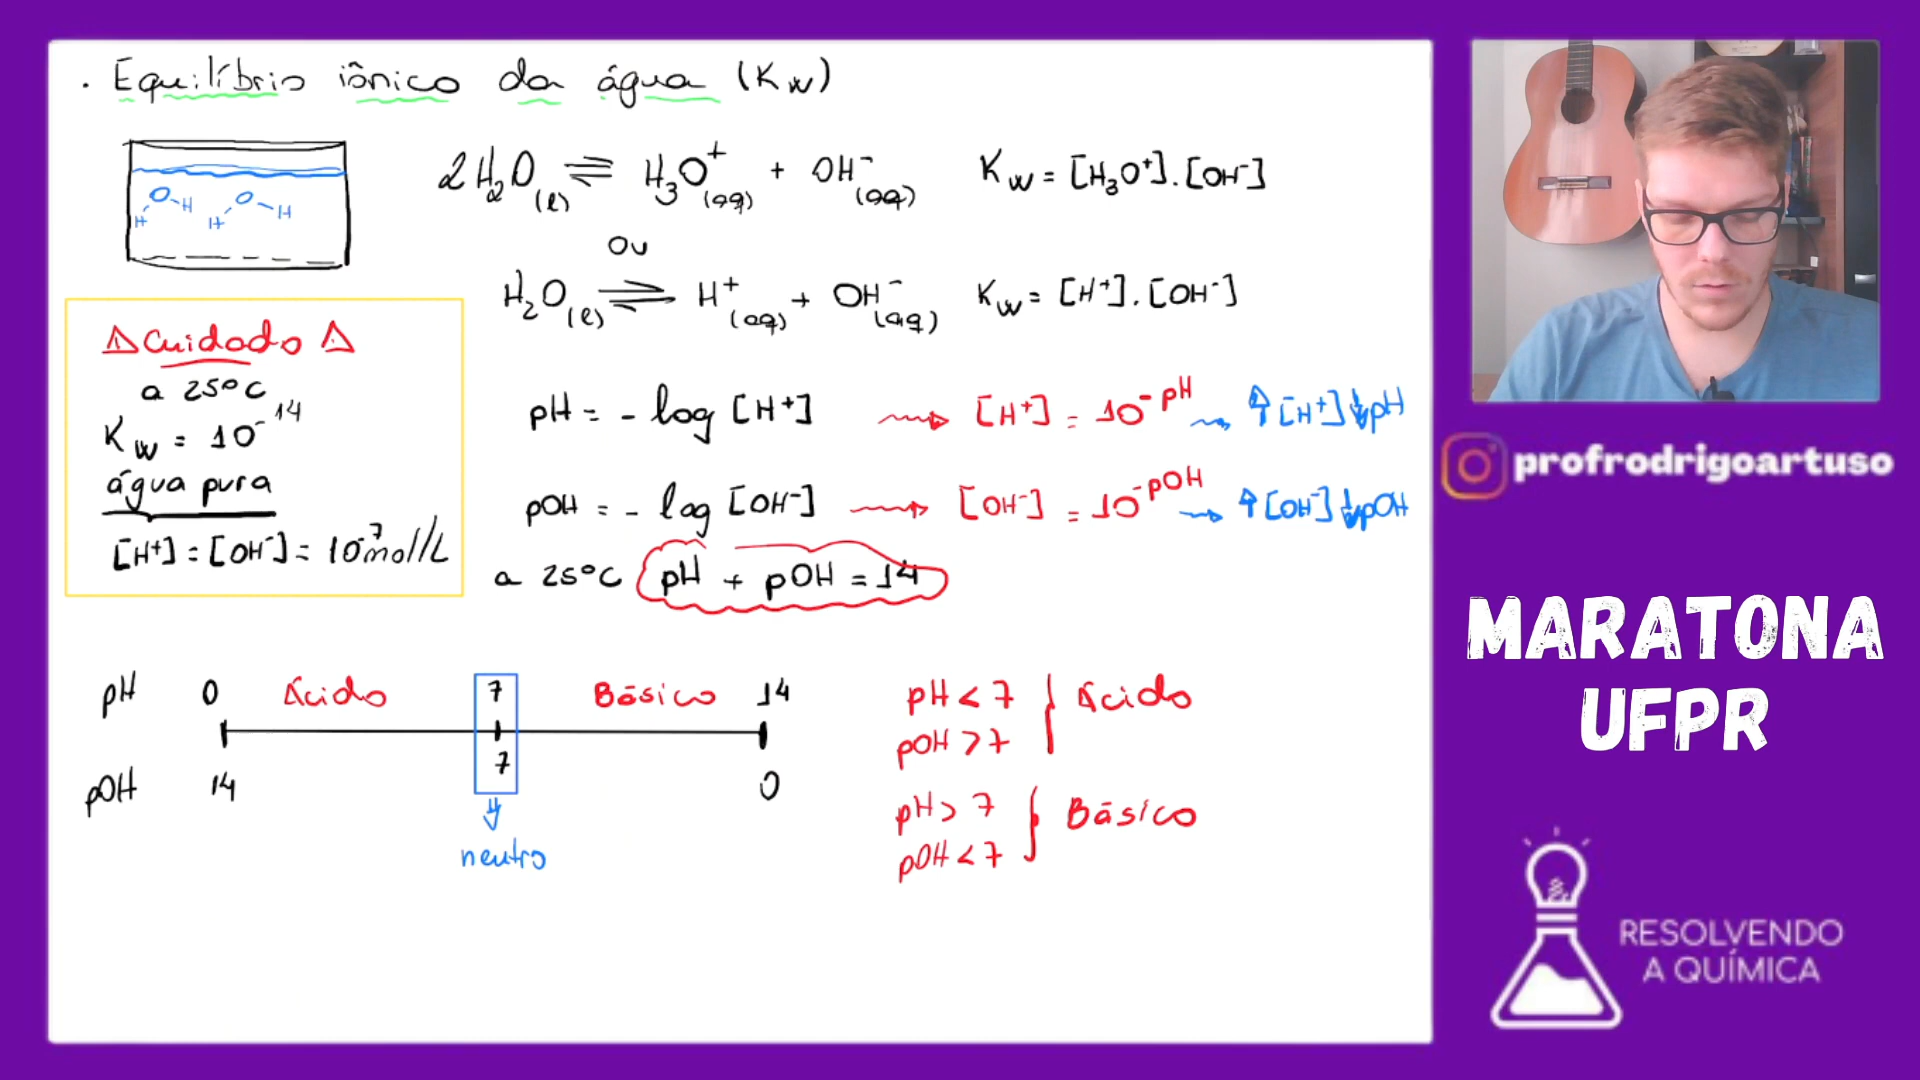 . Equilíbrio iônico da água (Kw)
2H₂O(l) ⇌ H₃O⁺(aq) + OH⁻(aq) Kw = [H₃O⁺].[OH⁻]
O-H H O-H H
ou
H₂O(l) ⇌ H⁺(aq) + OH⁻(aq) Kw = [H⁺].[OH⁻]
⚠ Cuidado ⚠
a 25°C
Kw = 10⁻¹⁴
água pura
[H⁺] = [OH⁻] = 10⁻⁷ mol/L
pH = - log [H⁺] → [H⁺] = 10⁻ᵖᴴ → ↑[H⁺] ↓pH
pOH = - log [OH⁻] → [OH⁻] = 10⁻ᵖᴼᴴ → ↑[OH⁻] ↓pOH
a 25°C pH + pOH = 14
pH 0 Ácido 7 Básico 14
pOH 14 7 0
neutro
pH < 7
pOH > 7 } Ácido
pH > 7
pOH < 7 } Básico
profrodrigoartuso
MARATONA
UFPR
RESOLVENDO
A QUÍMICA